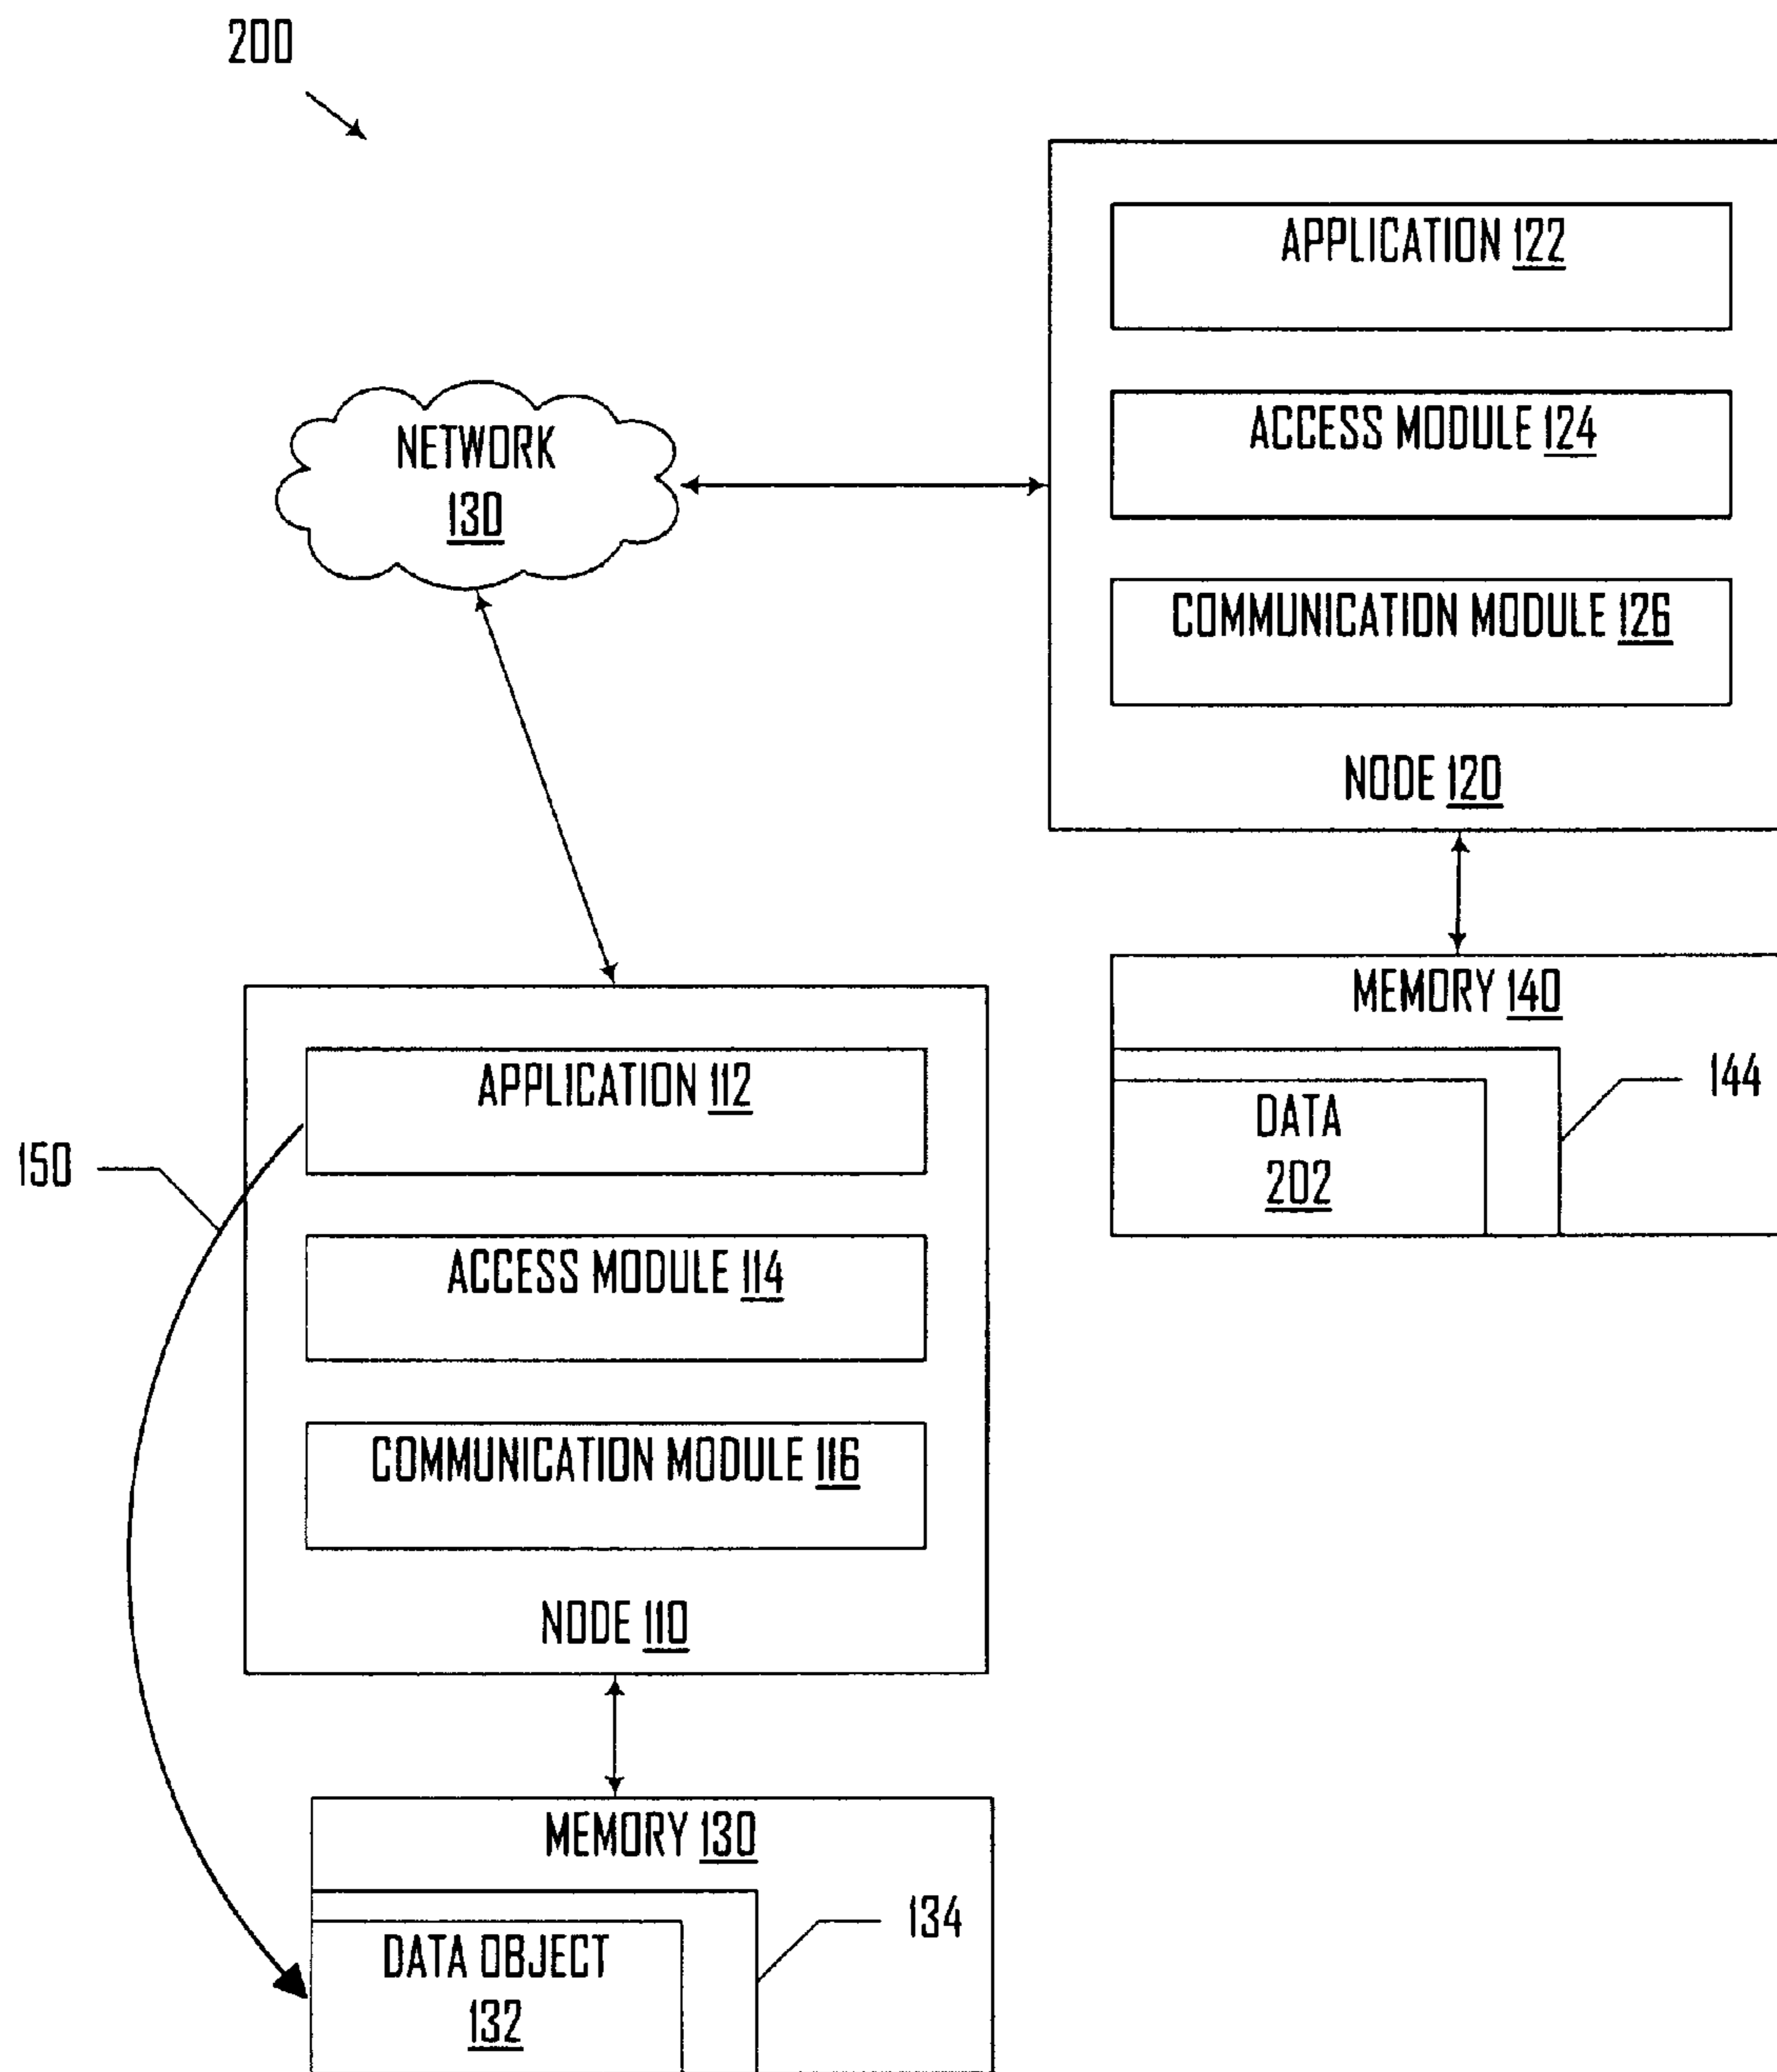 200
APPLICATION 122
ACCESS MODULE 124
COMMUNICATION MODULE 126
NODE 120
NETWORK
130
MEMORY 140
144
DATA
202
APPLICATION 112
150
ACCESS MODULE 114
COMMUNICATION MODULE 116
NODE 110
MEMORY 130
134
DATA OBJECT
132